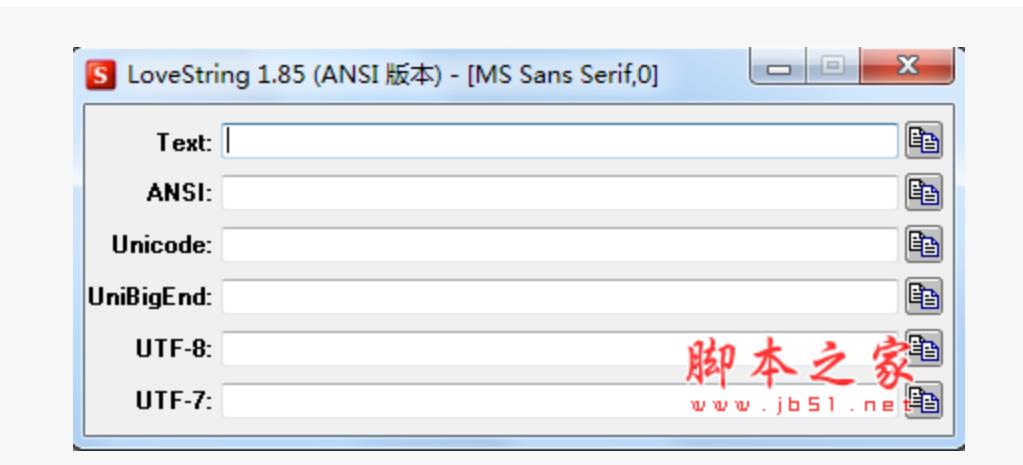 S LoveString 1.85 (ANSI 版本) - [MS Sans Serif,0]
Text:
ANSI:
Unicode:
UniBigEnd:
UTF-8:
UTF-7:
脚本之家
www.jb51.net